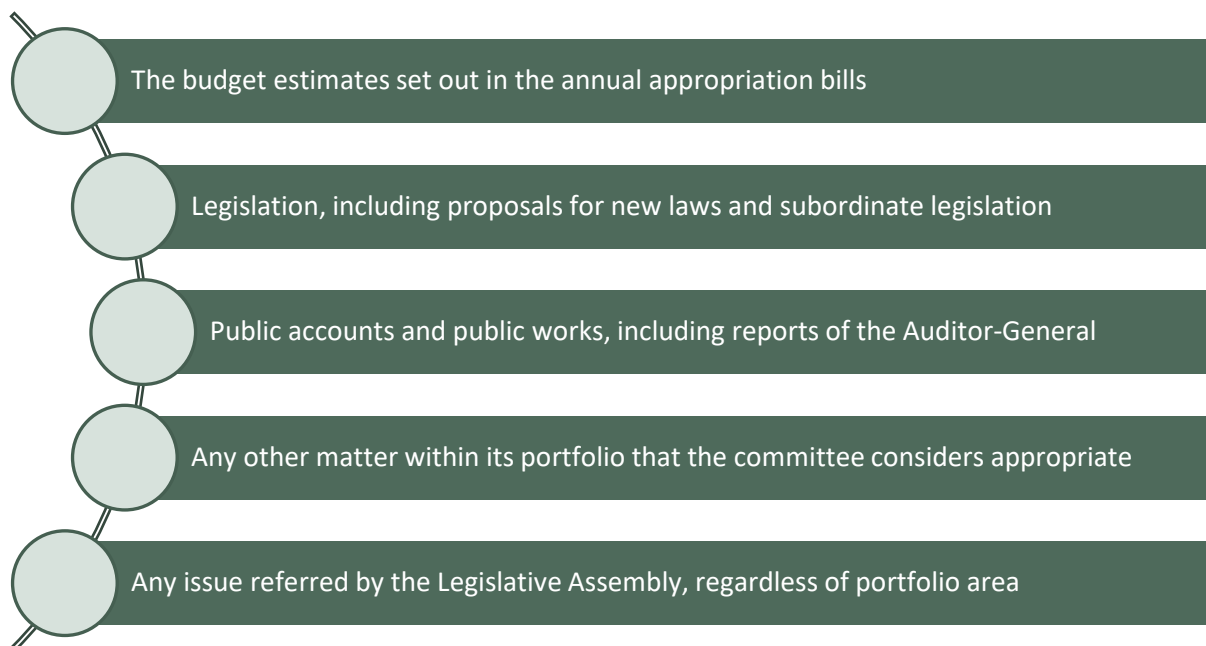 The budget estimates set out in the annual appropriation bills
Legislation, including proposals for new laws and subordinate legislation
Public accounts and public works, including reports of the Auditor-General
Any other matter within its portfolio that the committee considers appropriate
Any issue referred by the Legislative Assembly, regardless of portfolio area